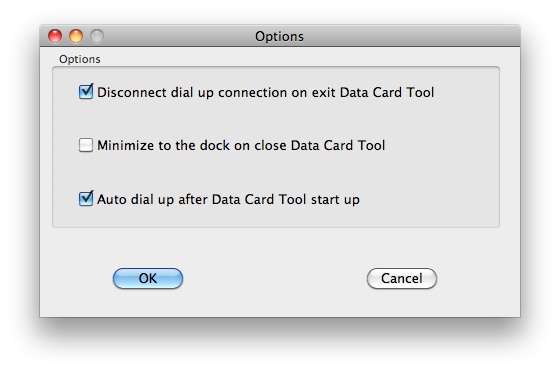 Options
Options
Disconnect dial up connection on exit Data Card Tool
Minimize to the dock on close Data Card Tool
Auto dial up after Data Card Tool start up
OK
Cancel